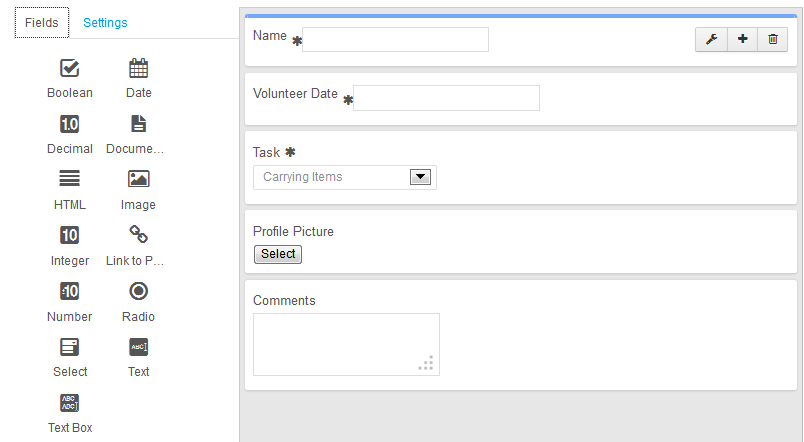 Fields Settings
Boolean Date
1.0
Decimal Docume...
HTML Image
10
Integer Link to P...
10
Number Radio
ABC
Select Text
ABC
ABC
Text Box
Name ✱
Volunteer Date ✱
Task ✱
Carrying Items
Profile Picture
Select
Comments